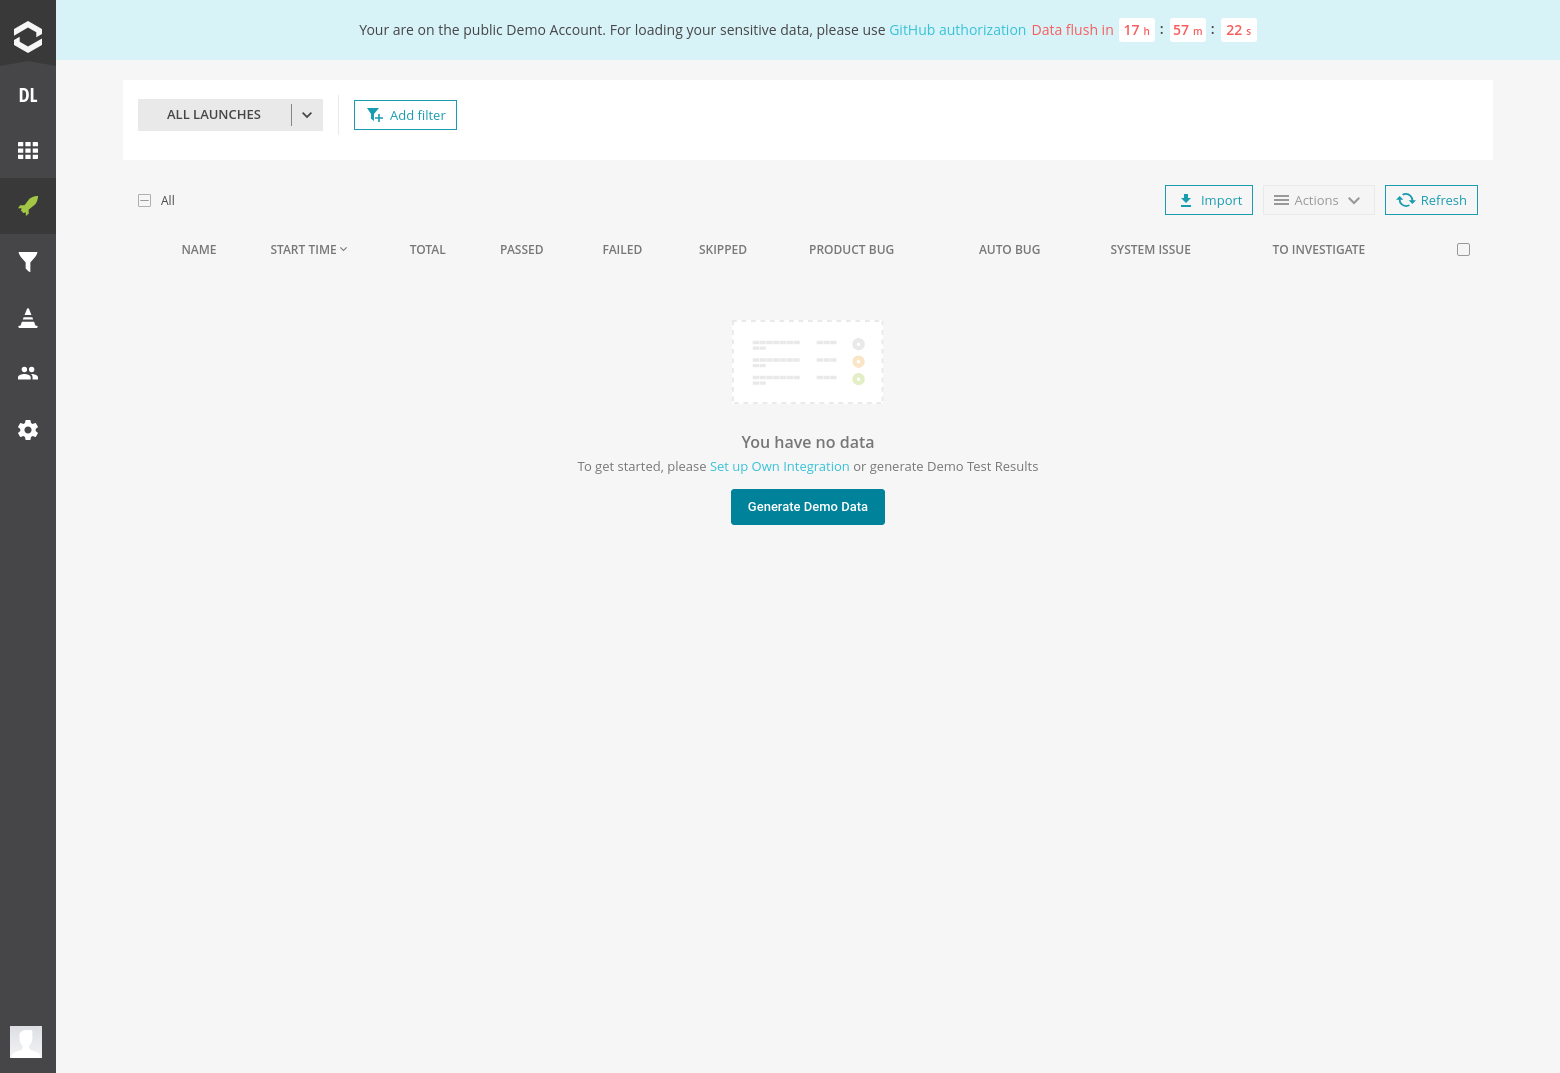 Your are on the public Demo Account. For loading your sensitive data, please use GitHub authorization Data flush in 17 h : 57 m : 22 s
DL
ALL LAUNCHES
Add filter
All
Import
Actions
Refresh
NAME START TIME TOTAL PASSED FAILED SKIPPED PRODUCT BUG AUTO BUG SYSTEM ISSUE TO INVESTIGATE
You have no data
To get started, please Set up Own Integration or generate Demo Test Results
Generate Demo Data